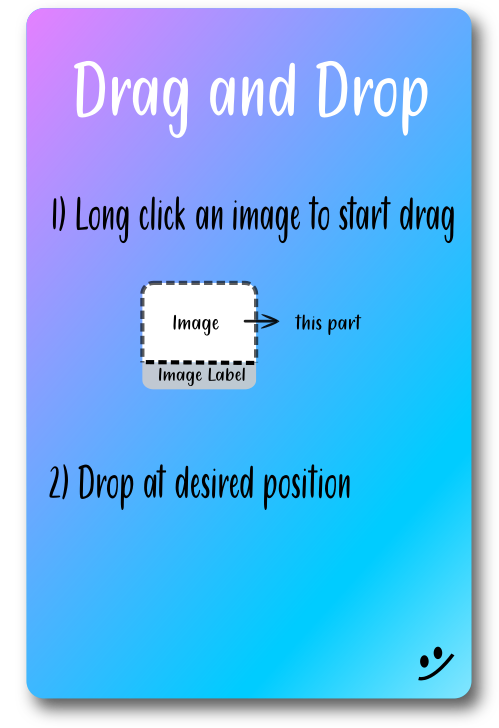 Drag and Drop
1) Long click an image to start drag
Image
this part
Image Label
2) Drop at desired position